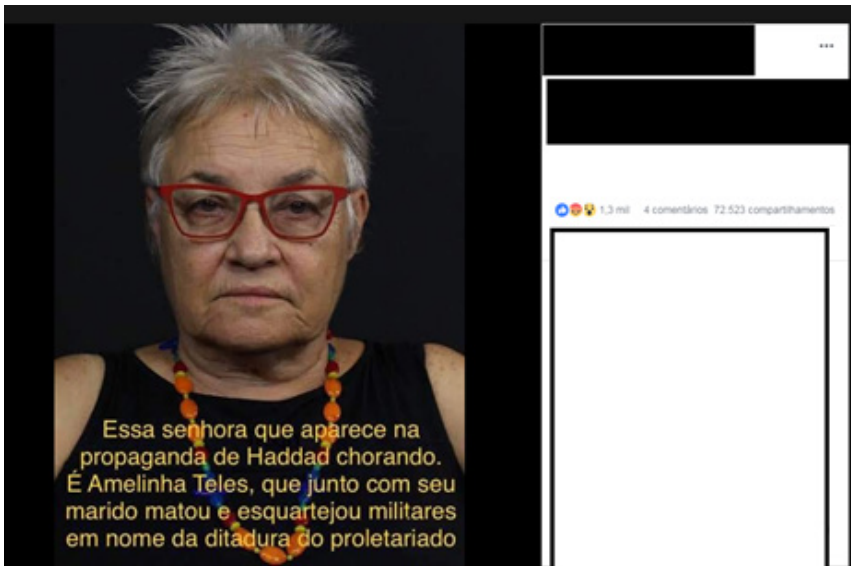 1,3 mil 4 comentários 72.523 compartilhamentos
Essa senhora que aparece na
propaganda de Haddad chorando.
É Amelinha Teles, que junto com seu
marido matou e esquartejou militares
em nome da ditadura do proletariado